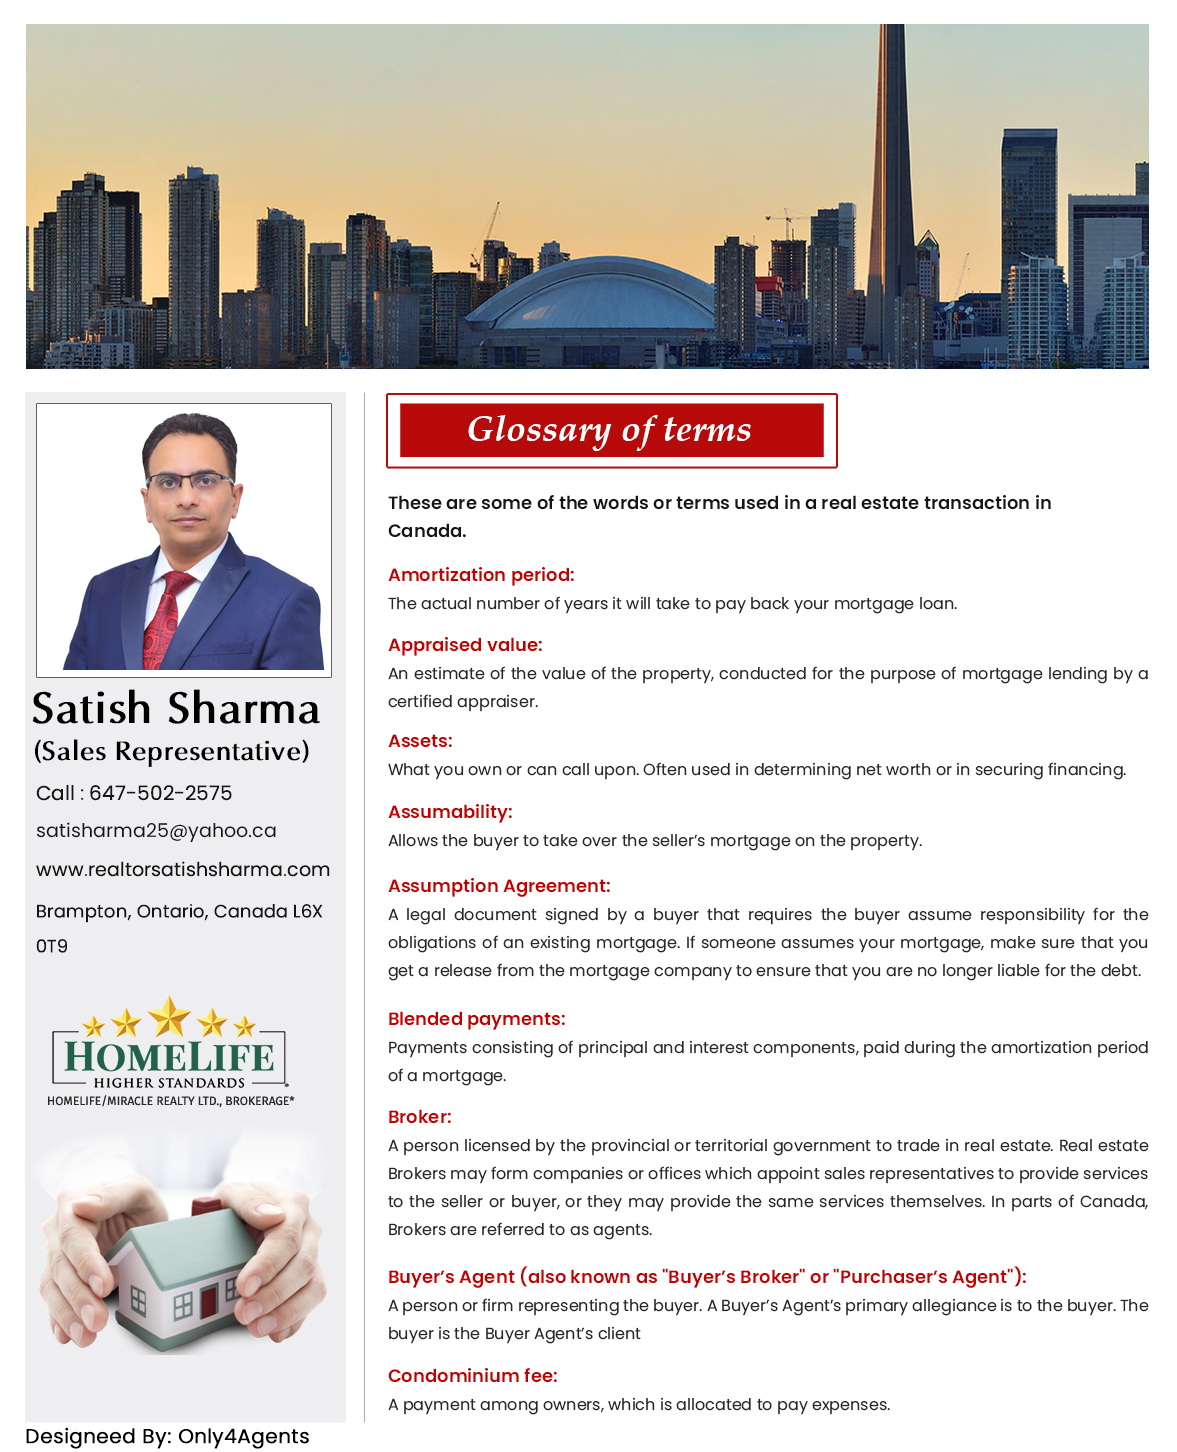 Satish Sharma
(Sales Representative)
Call : 647-502-2575
satisharma25@yahoo.ca
www.realtorsatishsharma.com
Brampton, Ontario, Canada L6X
0T9
HOMELIFE
HIGHER STANDARDS
HOMELIFE/MIRACLE REALTY LTD., BROKERAGE*
Designeed By: Only4Agents
Glossary of terms
These are some of the words or terms used in a real estate transaction in
Canada.
Amortization period:
The actual number of years it will take to pay back your mortgage loan.
Appraised value:
An estimate of the value of the property, conducted for the purpose of mortgage lending by a
certified appraiser.
Assets:
What you own or can call upon. Often used in determining net worth or in securing financing.
Assumability:
Allows the buyer to take over the seller’s mortgage on the property.
Assumption Agreement:
A legal document signed by a buyer that requires the buyer assume responsibility for the
obligations of an existing mortgage. If someone assumes your mortgage, make sure that you
get a release from the mortgage company to ensure that you are no longer liable for the debt.
Blended payments:
Payments consisting of principal and interest components, paid during the amortization period
of a mortgage.
Broker:
A person licensed by the provincial or territorial government to trade in real estate. Real estate
Brokers may form companies or offices which appoint sales representatives to provide services
to the seller or buyer, or they may provide the same services themselves. In parts of Canada,
Brokers are referred to as agents.
Buyer’s Agent (also known as "Buyer’s Broker" or "Purchaser’s Agent"):
A person or firm representing the buyer. A Buyer’s Agent’s primary allegiance is to the buyer. The
buyer is the Buyer Agent’s client
Condominium fee:
A payment among owners, which is allocated to pay expenses.